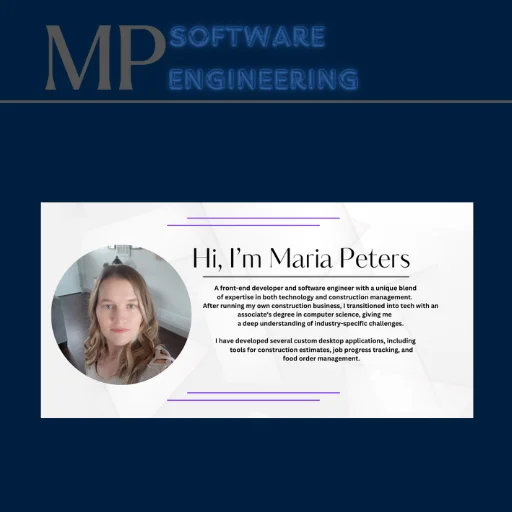 MP SOFTWARE
ENGINEERING
Hi, I'm Maria Peters
A front-end developer and software engineer with a unique blend
of expertise in both technology and construction management.
After running my own construction business, I transitioned into tech with an
associate's degree in computer science, giving me
a deep understanding of industry-specific challenges.
I have developed several custom desktop applications, including
tools for construction estimates, job progress tracking, and
food order management.